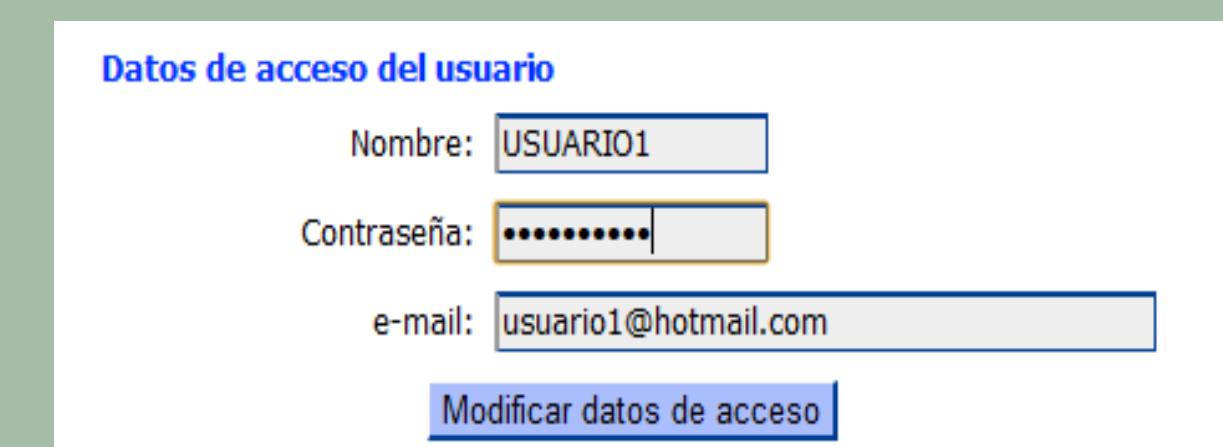 Datos de acceso del usuario
Nombre: USUARIO1
Contraseña: ••••••••••
e-mail: usuario1@hotmail.com
Modificar datos de acceso